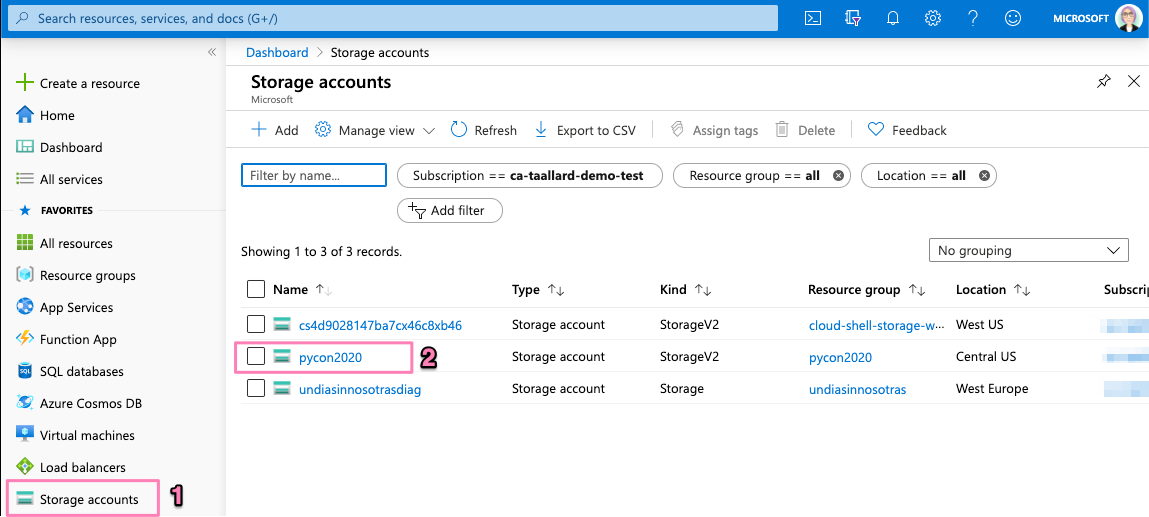 Search resources, services, and docs (G+/)
MICROSOFT
«
Create a resource
Home
Dashboard
All services
FAVORITES
All resources
Resource groups
App Services
Function App
SQL databases
Azure Cosmos DB
Virtual machines
Load balancers
Storage accounts
1
Dashboard > Storage accounts
Storage accounts
Microsoft
Add Manage view Refresh Export to CSV Assign tags Delete Feedback
Filter by name... Subscription == ca-taallard-demo-test Resource group == all Location == all
Add filter
Showing 1 to 3 of 3 records. No grouping
Name Type Kind Resource group Location Subscrip
cs4d9028147ba7cx46c8xb46 Storage account StorageV2 cloud-shell-storage-w... West US
pycon2020 2 Storage account StorageV2 pycon2020 Central US
undiasinnosotrasdiag Storage account Storage undiasinnosotras West Europe